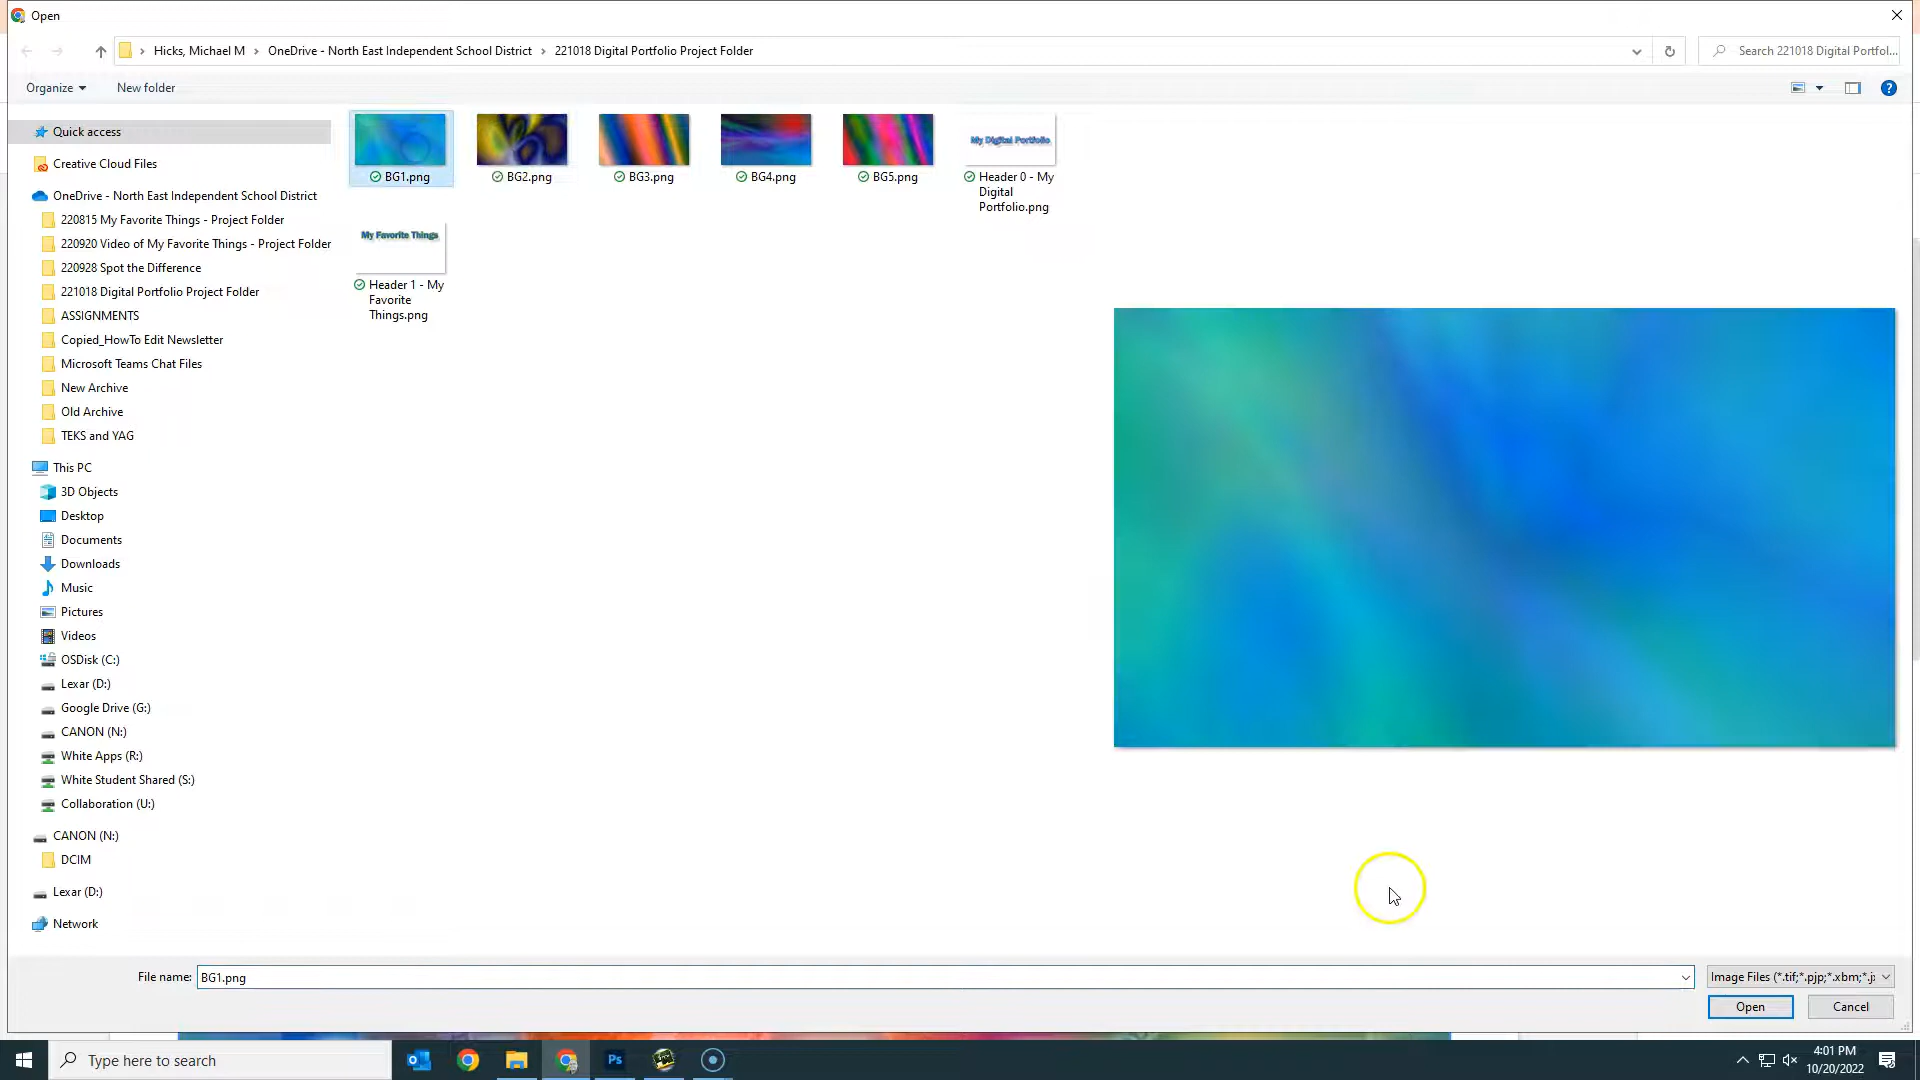 Open
Hicks, Michael M > OneDrive - North East Independent School District > 221018 Digital Portfolio Project Folder
Search 221018 Digital Portfol...
Organize
New folder
Quick access
Creative Cloud Files
OneDrive - North East Independent School District
220815 My Favorite Things - Project Folder
220920 Video of My Favorite Things - Project Folder
220928 Spot the Difference
221018 Digital Portfolio Project Folder
ASSIGNMENTS
Copied_HowTo Edit Newsletter
Microsoft Teams Chat Files
New Archive
Old Archive
TEKS and YAG
This PC
3D Objects
Desktop
Documents
Downloads
Music
Pictures
Videos
OSDisk (C:)
Lexar (D:)
Google Drive (G:)
CANON (N:)
White Apps (R:)
White Student Shared (S:)
Collaboration (U:)
CANON (N:)
DCIM
Lexar (D:)
Network
BG1.png
BG2.png
BG3.png
BG4.png
BG5.png
My Digital Portfolio
Header 0 - My
Digital
Portfolio.png
My Favorite Things
Header 1 - My
Favorite
Things.png
File name:
BG1.png
Image Files (*.tif;*.pjp;*.xbm;*.j
Open
Cancel
Type here to search
Ps
4:01 PM
10/20/2022